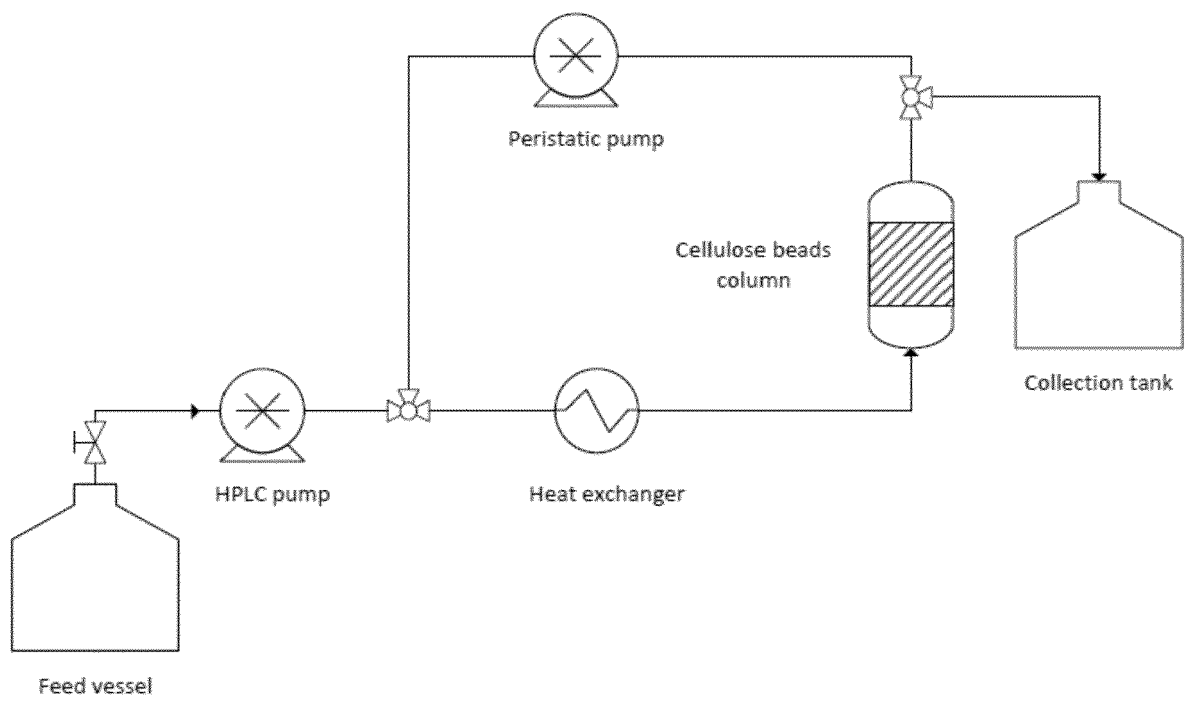 Peristatic pump
Cellulose beads
column
Collection tank
HPLC pump
Heat exchanger
Feed vessel